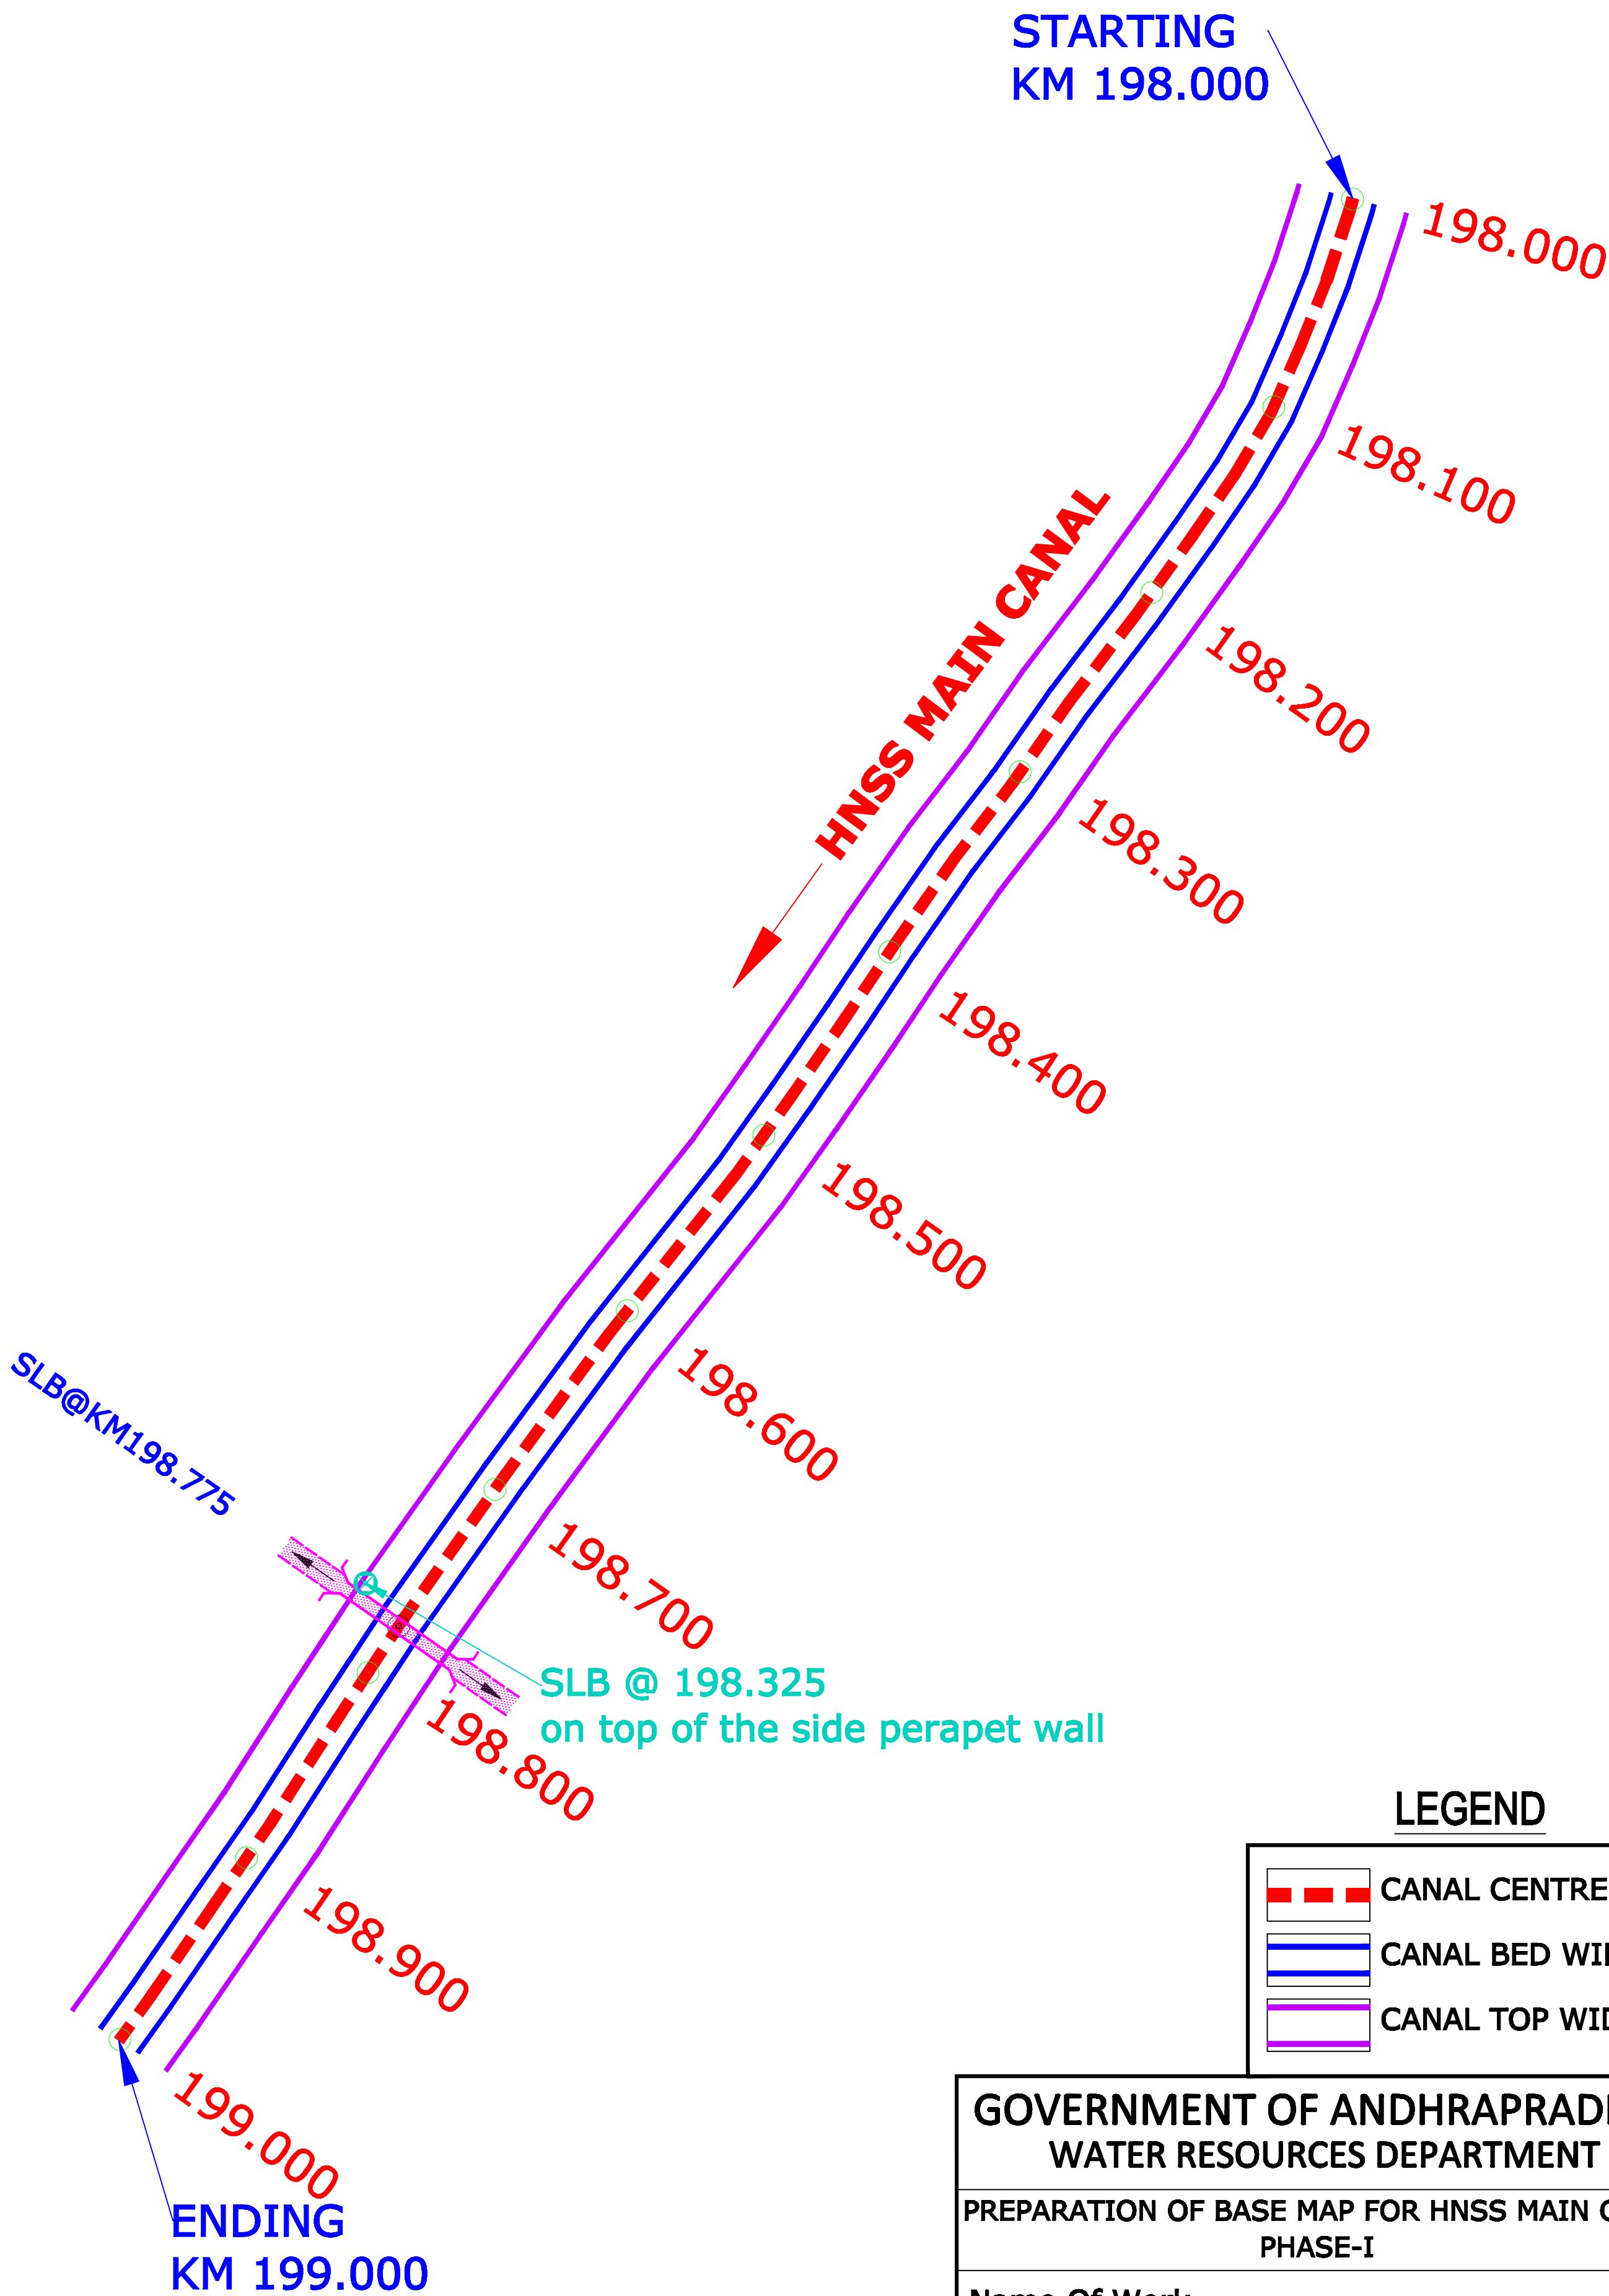 STARTING
KM 198.000
198.000
198.100
HNSS MAIN CANAL
198.200
198.300
198.400
198.500
198.600
SLB@KM198.775
198.700
SLB @ 198.325
on top of the side perapet wall
198.800
198.900
199.000
ENDING
KM 199.000
LEGEND
CANAL CENTRE
CANAL BED WI
CANAL TOP WI
GOVERNMENT OF ANDHRAPRAD
WATER RESOURCES DEPARTMENT
PREPARATION OF BASE MAP FOR HNSS MAIN C
PHASE-I
Name Of Work